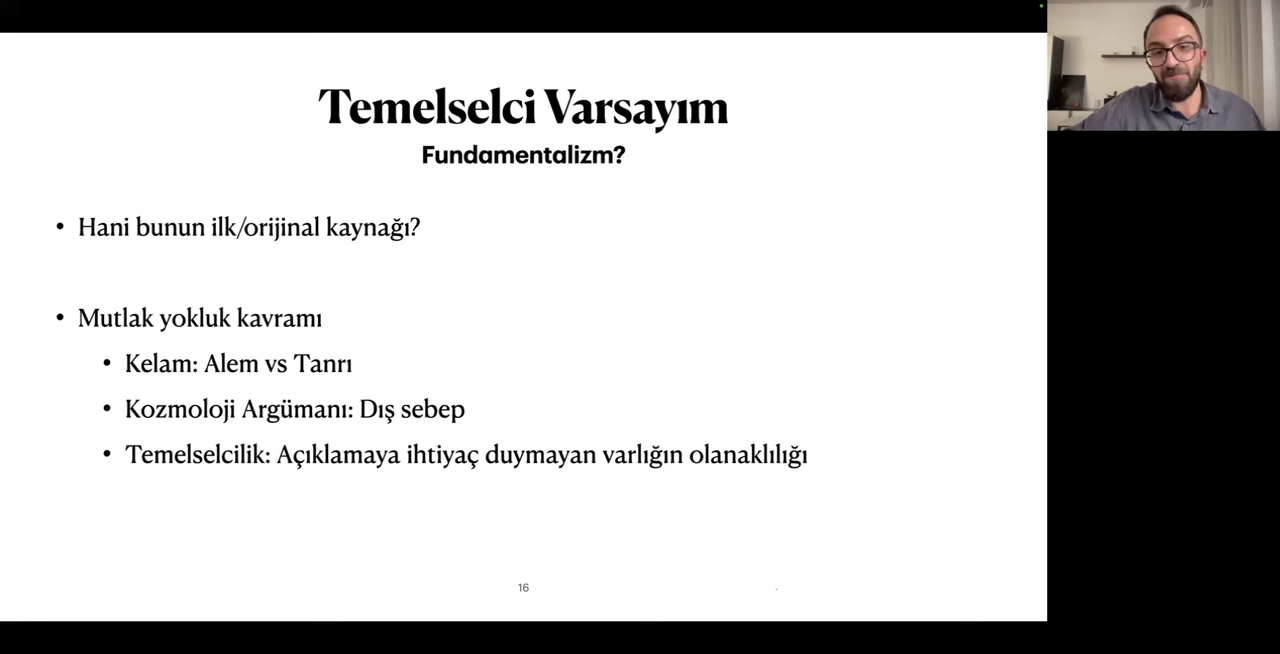 Temelselci Varsayım
Fundamentalizm?
• Hani bunun ilk/orijinal kaynağı?
• Mutlak yokluk kavramı
• Kelam: Alem vs Tanrı
• Kozmoloji Argümanı: Dış sebep
• Temelselcilik: Açıklamaya ihtiyaç duymayan varlığın olanaklılığı
16